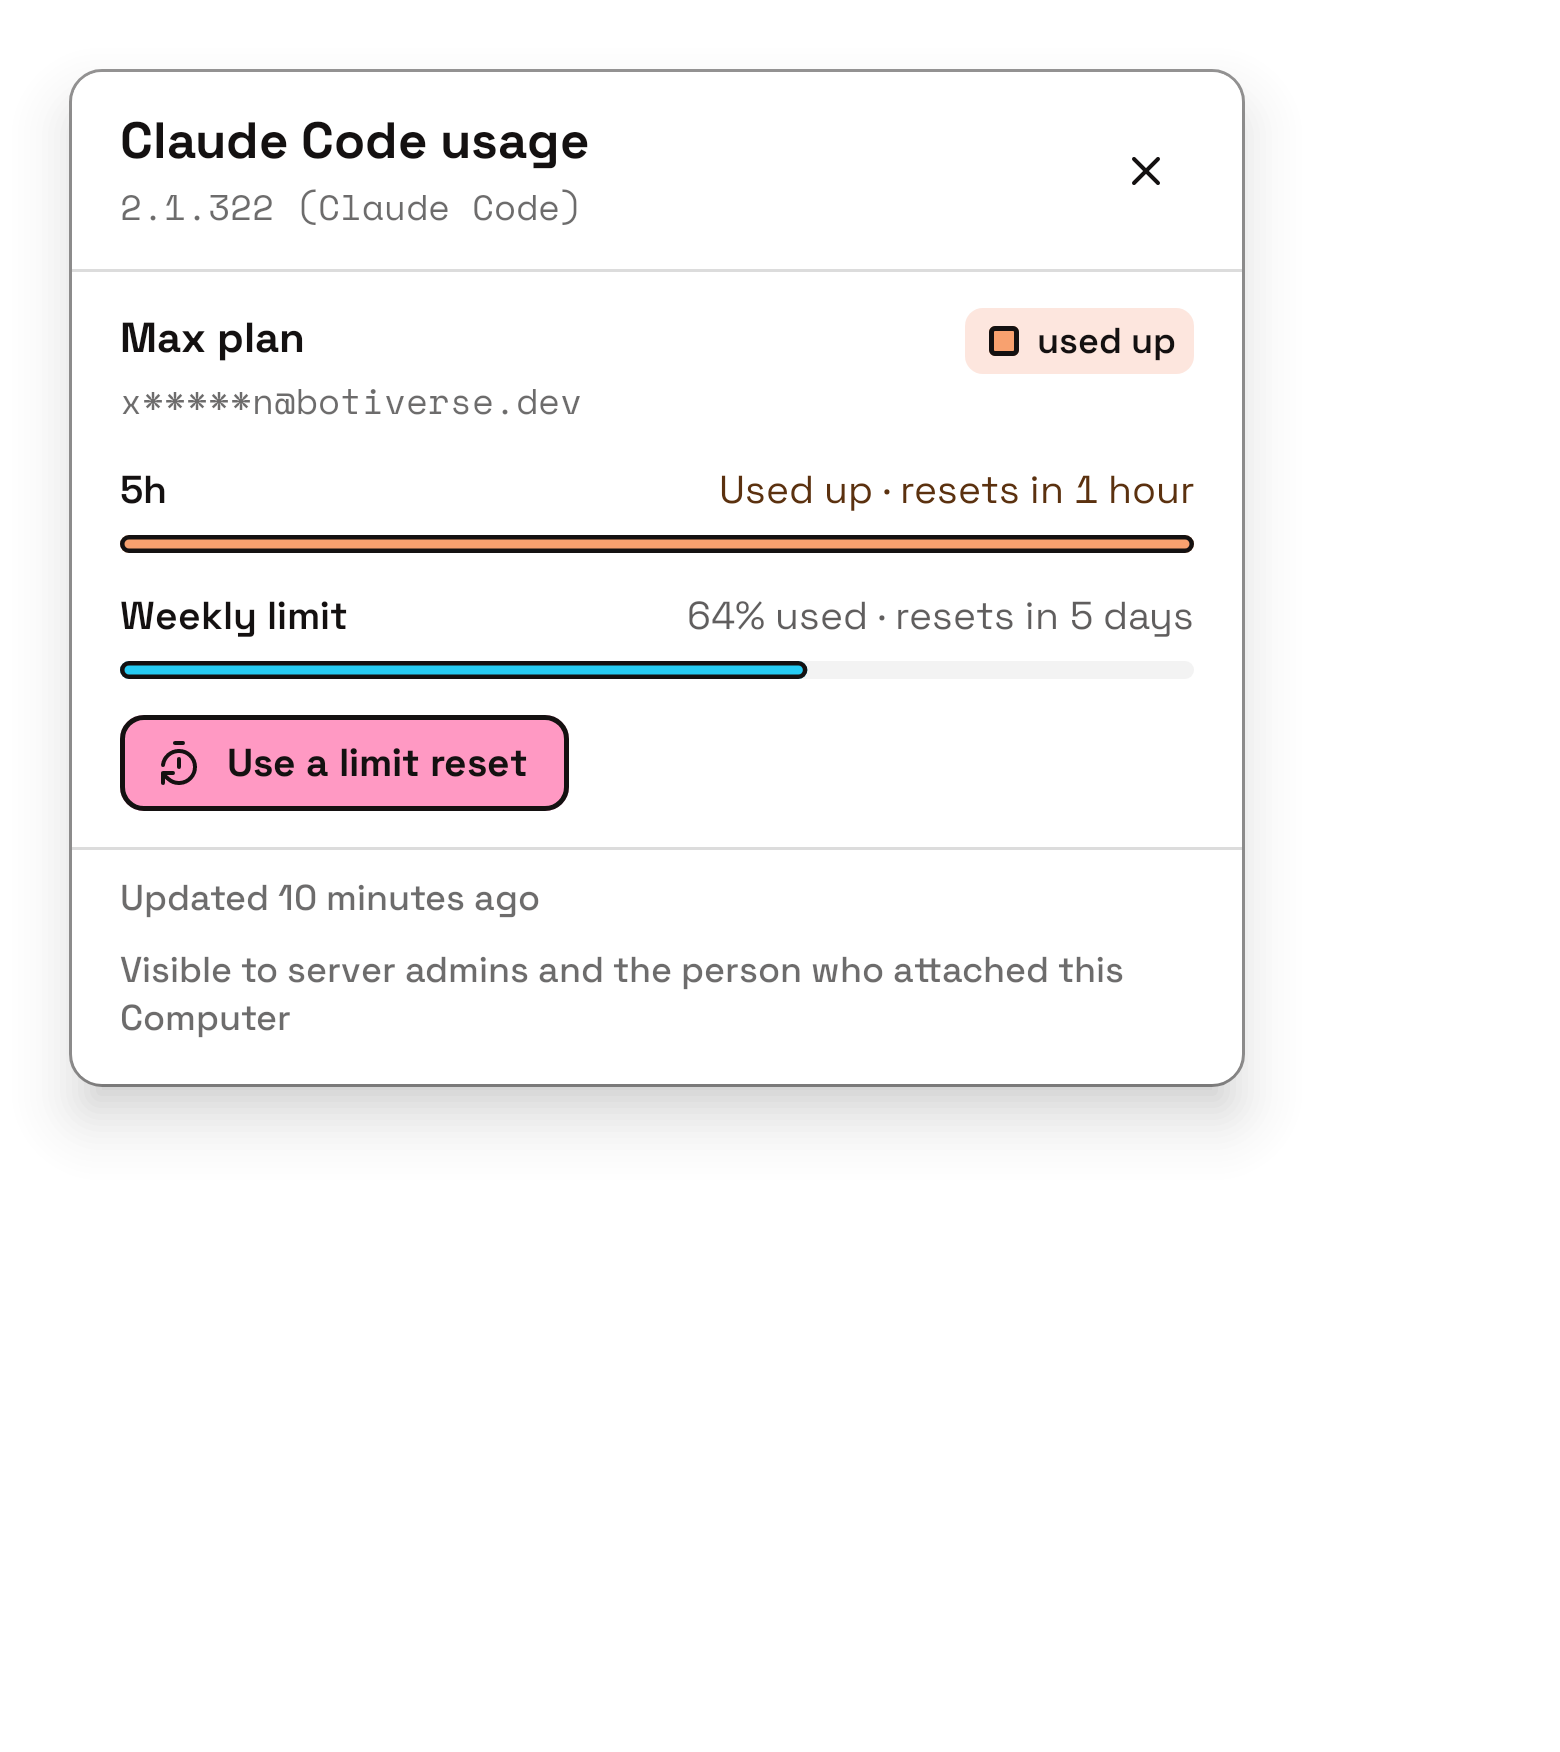 Claude Code usage
2.1.322 (Claude Code)
Max plan
used up
x*****n@botiverse.dev
5h
Used up · resets in 1 hour
Weekly limit
64% used · resets in 5 days
Use a limit reset
Updated 10 minutes ago
Visible to server admins and the person who attached this
Computer